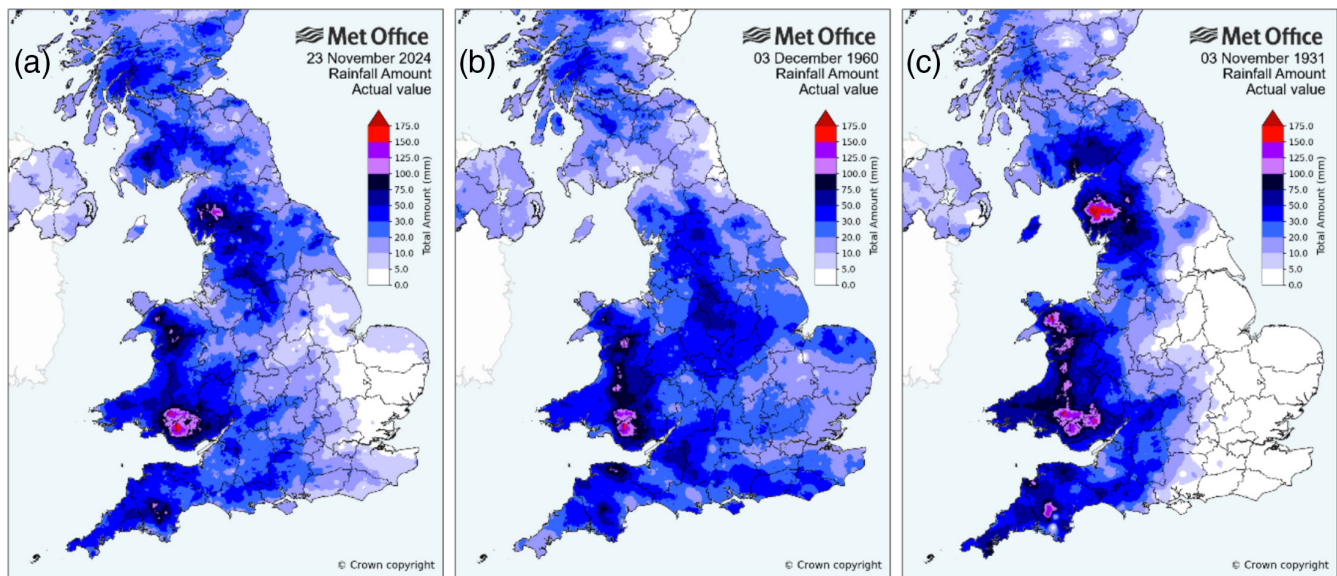 (a)
Met Office
23 November 2024
Rainfall Amount
Actual value
175.0
150.0
125.0
100.0
75.0
50.0
30.0
20.0
10.0
5.0
0.0
Total Amount (mm)
© Crown copyright
(b)
Met Office
03 December 1960
Rainfall Amount
Actual value
175.0
150.0
125.0
100.0
75.0
50.0
30.0
20.0
10.0
5.0
0.0
Total Amount (mm)
© Crown copyright
(c)
Met Office
03 November 1931
Rainfall Amount
Actual value
175.0
150.0
125.0
100.0
75.0
50.0
30.0
20.0
10.0
5.0
0.0
Total Amount (mm)
© Crown copyright